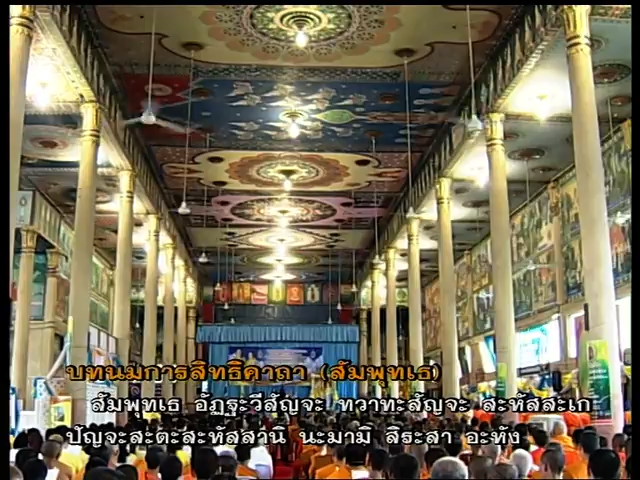 บทนมการสิทธิคาถา (สัมพุทเธ)
สัมพุทเธ อัฏฐะวีสัญจะ ทวาทะสัญจะ สะหัสสะเก
ปัญจะสะตะสะหัสสานิ นะมามิ สิระสา อะหัง